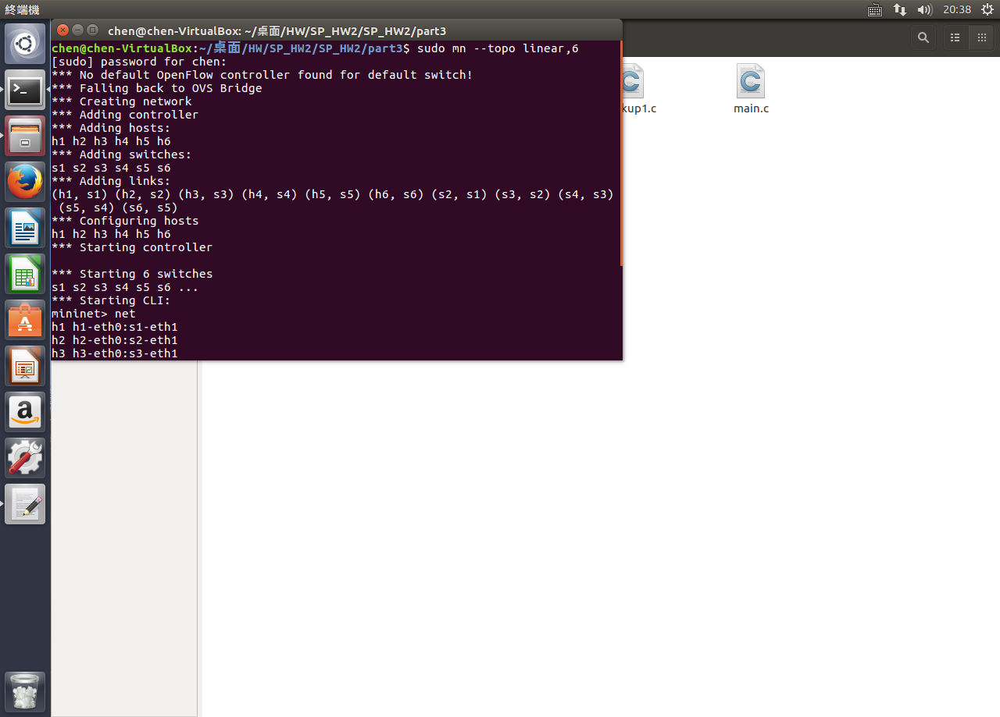 終端機
20:38
chen@chen-VirtualBox: ~/桌面/HW/SP_HW2/SP_HW2/part3
chen@chen-VirtualBox:~/桌面/HW/SP_HW2/SP_HW2/part3$ sudo mn --topo linear,6
[sudo] password for chen:
*** No default OpenFlow controller found for default switch!
*** Falling back to OVS Bridge
*** Creating network
*** Adding controller
*** Adding hosts:
h1 h2 h3 h4 h5 h6
*** Adding switches:
s1 s2 s3 s4 s5 s6
*** Adding links:
(h1, s1) (h2, s2) (h3, s3) (h4, s4) (h5, s5) (h6, s6) (s2, s1) (s3, s2) (s4, s3)
(s5, s4) (s6, s5)
*** Configuring hosts
h1 h2 h3 h4 h5 h6
*** Starting controller
*** Starting 6 switches
s1 s2 s3 s4 s5 s6 ...
*** Starting CLI:
mininet> net
h1 h1-eth0:s1-eth1
h2 h2-eth0:s2-eth1
h3 h3-eth0:s3-eth1
kup1.c
main.c